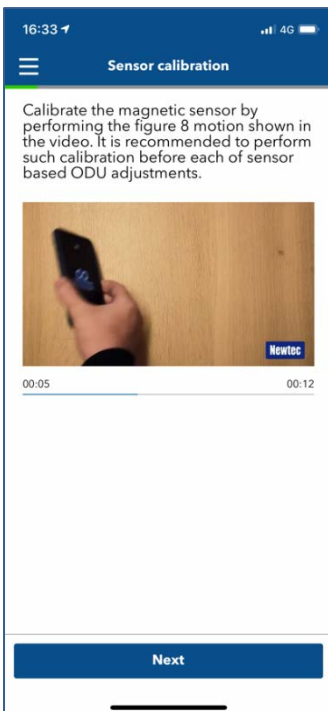 16:33
4G
Sensor calibration
Calibrate the magnetic sensor by
performing the figure 8 motion shown in
the video. It is recommended to perform
such calibration before each of sensor
based ODU adjustments.
Newtec
00:05 00:12
Next